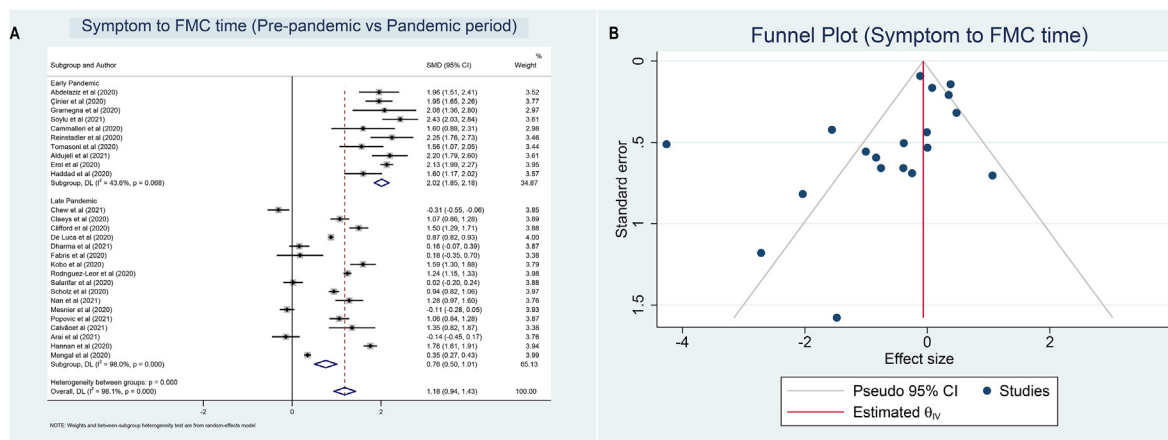 A
Symptom to FMC time (Pre-pandemic vs Pandemic period)
%
Subgroup and Author SMD (95% CI) Weight
Early Pandemic
Abdelaziz et al (2020) 1.96 (1.51, 2.41) 3.52
Çinier et al (2020) 1.95 (1.65, 2.26) 3.77
Gramegna et al (2020) 2.08 (1.36, 2.80) 2.97
Soylu et al (2021) 2.43 (2.03, 2.84) 3.61
Cammalleri et al (2020) 1.60 (0.88, 2.31) 2.98
Reinstadler et al (2020) 2.25 (1.76, 2.73) 3.46
Tomasoni et al (2020) 1.56 (1.07, 2.05) 3.44
Aldujeli et al (2021) 2.20 (1.79, 2.60) 3.61
Erol et al (2020) 2.13 (1.99, 2.27) 3.95
Haddad et al (2020) 1.60 (1.17, 2.02) 3.57
Subgroup, DL (I² = 43.6%, p = 0.068) 2.02 (1.85, 2.18) 34.87
Late Pandemic
Chew et al (2021) -0.31 (-0.55, -0.06) 3.85
Claeys et al (2020) 1.07 (0.86, 1.28) 3.89
Clifford et al (2020) 1.50 (1.29, 1.71) 3.88
De Luca et al (2020) 0.87 (0.82, 0.93) 4.00
Dharma et al (2021) 0.16 (-0.07, 0.39) 3.87
Fabris et al (2020) 0.18 (-0.35, 0.70) 3.38
Kobo et al (2020) 1.59 (1.30, 1.88) 3.79
Rodriguez-Leor et al (2020) 1.24 (1.15, 1.33) 3.98
Salarifar et al (2020) 0.02 (-0.20, 0.24) 3.88
Scholz et al (2020) 0.94 (0.82, 1.06) 3.97
Nan et al (2021) 1.28 (0.97, 1.60) 3.76
Mesnier et al (2020) -0.11 (-0.28, 0.05) 3.93
Popovic et al (2021) 1.06 (0.84, 1.28) 3.87
Calvãoet al (2021) 1.35 (0.82, 1.87) 3.38
Arai et al (2021) -0.14 (-0.45, 0.17) 3.76
Hannan et al (2020) 1.76 (1.61, 1.91) 3.94
Mengal et al (2020) 0.35 (0.27, 0.43) 3.99
Subgroup, DL (I² = 98.0%, p = 0.000) 0.76 (0.50, 1.01) 65.13
Heterogeneity between groups: p = 0.000
Overall, DL (I² = 98.1%, p = 0.000) 1.18 (0.94, 1.43) 100.00
-2 0 2
NOTE: Weights and between-subgroup heterogeneity test are from random-effects model
B
Funnel Plot (Symptom to FMC time)
Standard error
0
.5
1
1.5
-4 -2 0 2
Effect size
Pseudo 95% CI Studies
Estimated θIV